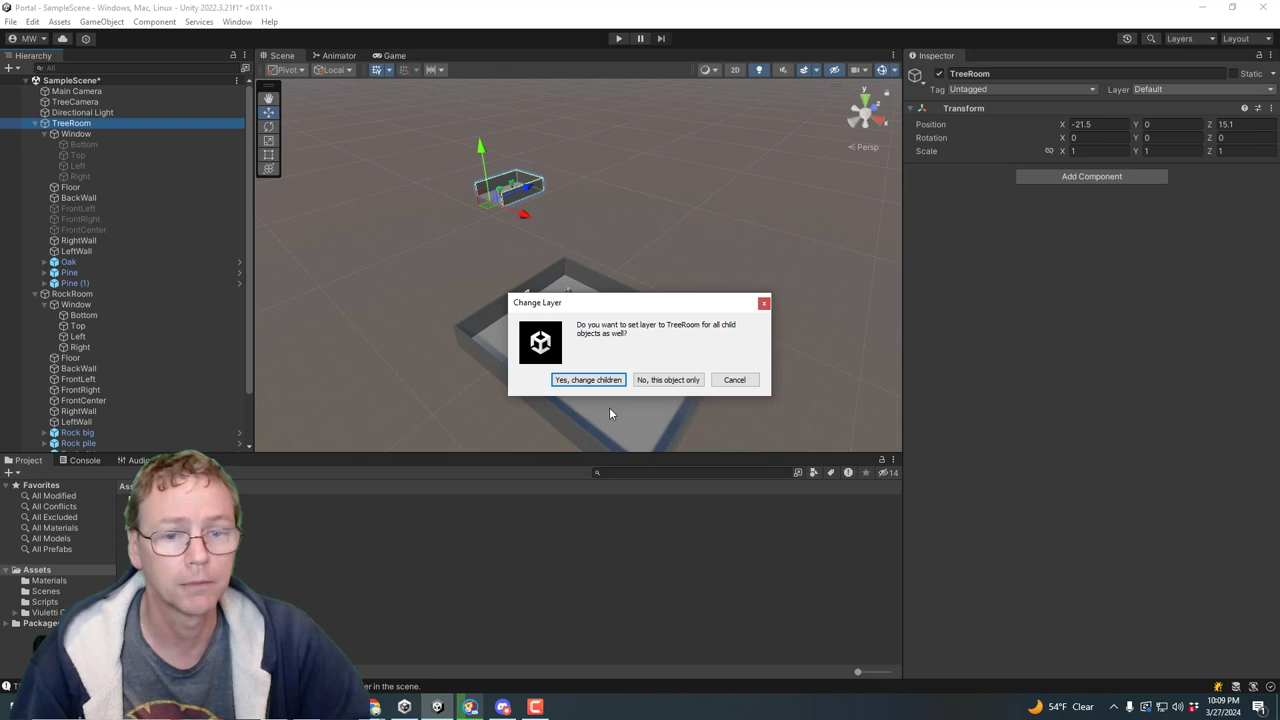 Portal - SampleScene - Windows, Mac, Linux - Unity 2022.3.21f1* <DX11>
File Edit Assets GameObject Component Services Window Help
MW
Layers
Layout
Hierarchy
Scene
Animator
Game
Inspector
All
Pivot
Local
2D
SampleScene*
Main Camera
TreeCamera
Directional Light
TreeRoom
Window
Bottom
Top
Left
Right
Floor
BackWall
FrontLeft
FrontRight
FrontCenter
RightWall
LeftWall
Oak
Pine
Pine (1)
RockRoom
Window
Bottom
Top
Left
Right
Floor
BackWall
FrontLeft
FrontRight
FrontCenter
RightWall
LeftWall
Rock big
Rock pile
y
z
x
Persp
Change Layer
x
Do you want to set layer to TreeRoom for all child
objects as well?
Yes, change children
No, this object only
Cancel
TreeRoom
Static
Tag Untagged
Layer Default
Transform
Position X -21.5 Y 0 Z 15.1
Rotation X 0 Y 0 Z 0
Scale X 1 Y 1 Z 1
Add Component
Project
Console
14
Favorites
All Modified
All Conflicts
All Excluded
All Materials
All Models
All Prefabs
Assets
Materials
Scenes
Scripts
er in the scene.
54°F Clear
10:09 PM
3/27/2024